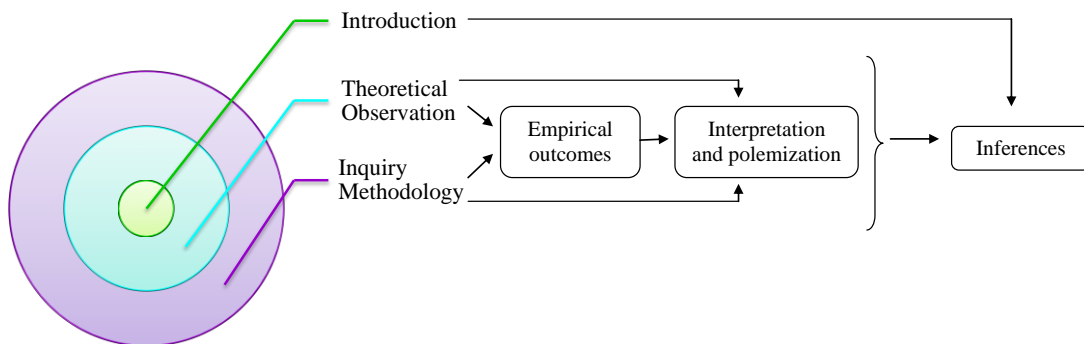 Introduction
Theoretical
Observation
Inquiry
Methodology
Empirical
outcomes
Interpretation
and polemization
Inferences